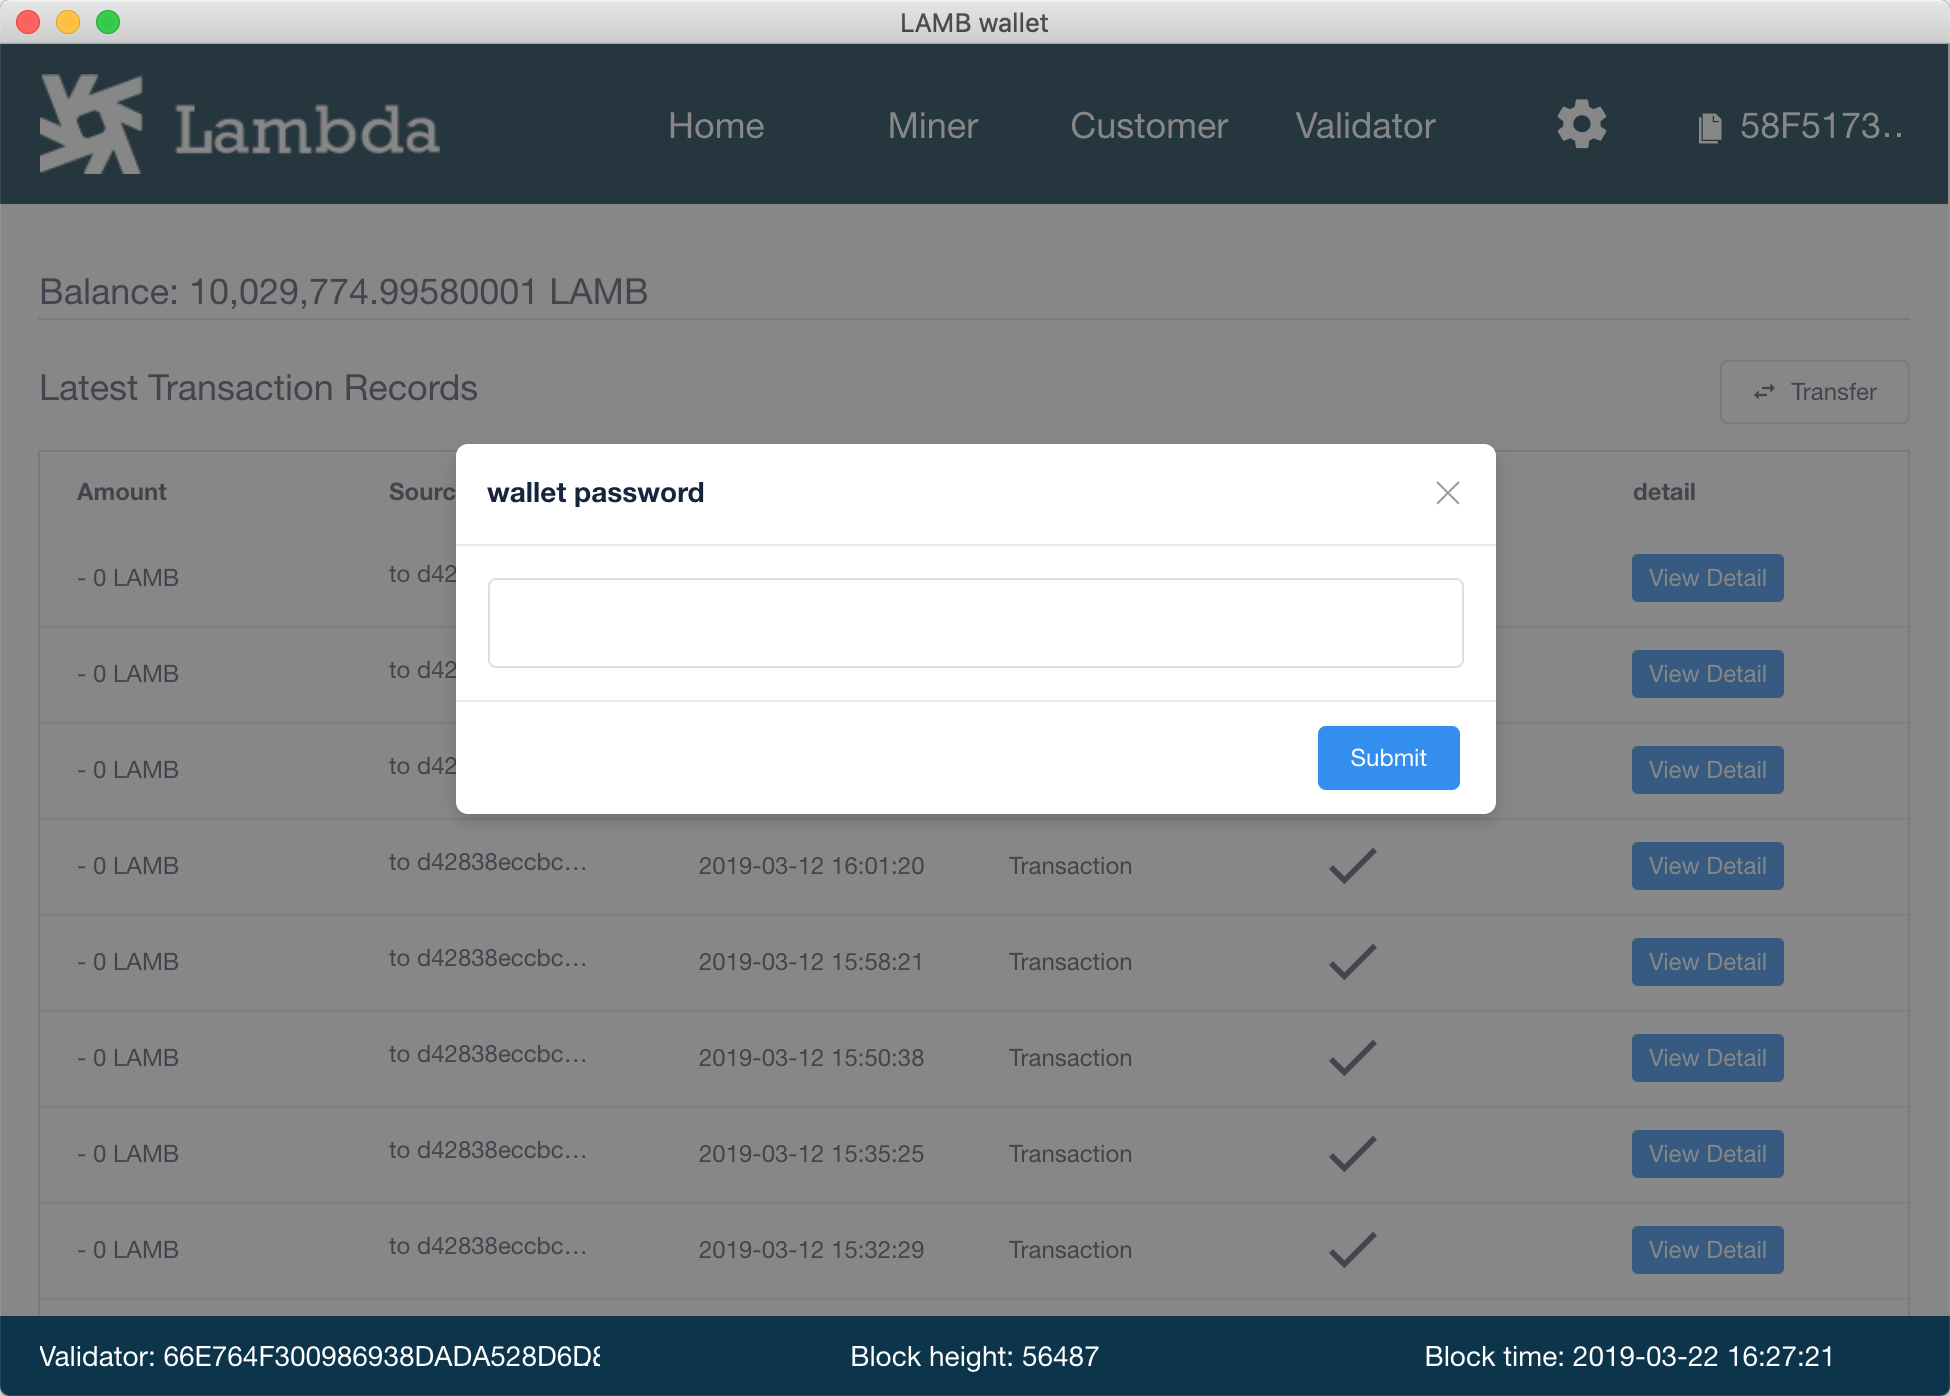 LAMB wallet
Lambda
Home Miner Customer Validator 58F5173..
Balance: 10,029,774.99580001 LAMB
Latest Transaction Records
Transfer
Amount Sourc detail
wallet password
- 0 LAMB to d42 View Detail
- 0 LAMB to d42 View Detail
- 0 LAMB to d42 View Detail
Submit
- 0 LAMB to d42838eccbc... 2019-03-12 16:01:20 Transaction View Detail
- 0 LAMB to d42838eccbc... 2019-03-12 15:58:21 Transaction View Detail
- 0 LAMB to d42838eccbc... 2019-03-12 15:50:38 Transaction View Detail
- 0 LAMB to d42838eccbc... 2019-03-12 15:35:25 Transaction View Detail
- 0 LAMB to d42838eccbc... 2019-03-12 15:32:29 Transaction View Detail
Validator: 66E764F300986938DADA528D6D8 Block height: 56487 Block time: 2019-03-22 16:27:21